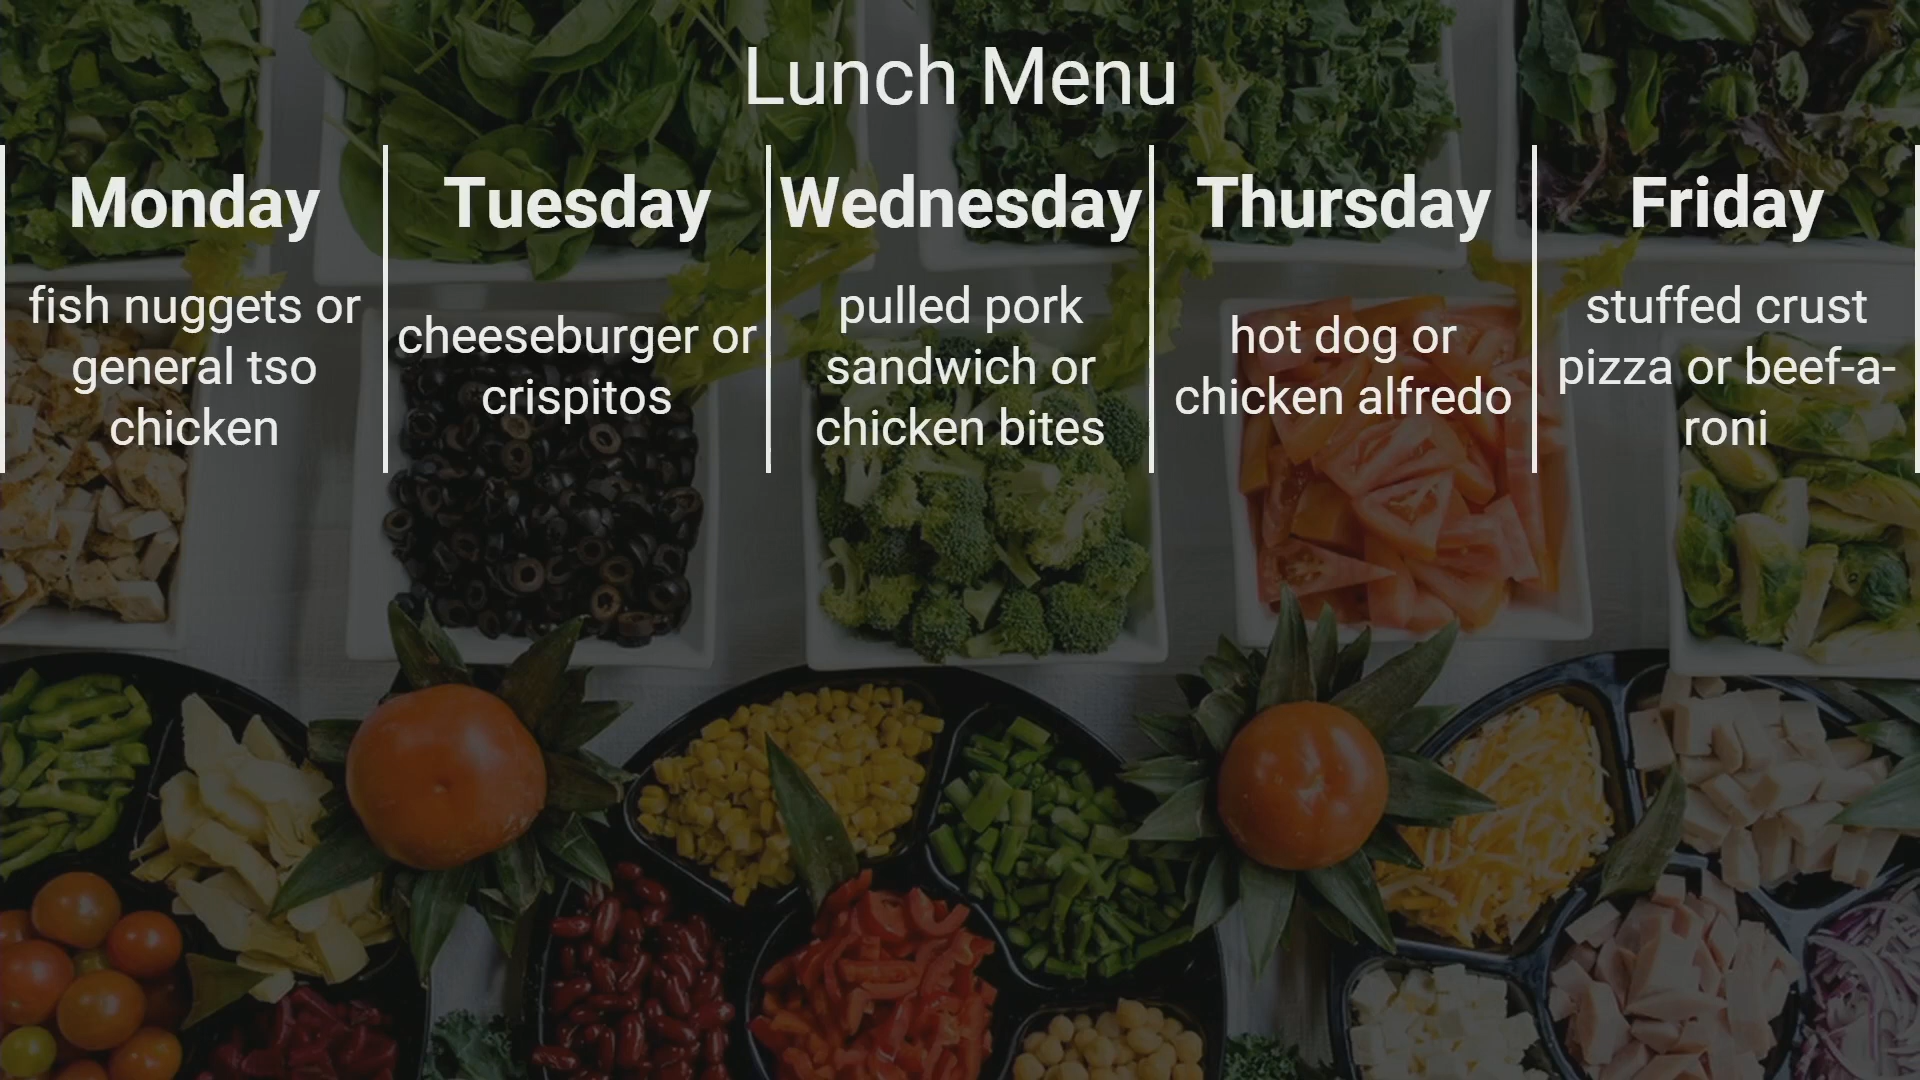 Lunch Menu
Monday
fish nuggets or
general tso
chicken
Tuesday
cheeseburger or
crispitos
Wednesday
pulled pork
sandwich or
chicken bites
Thursday
hot dog or
chicken alfredo
Friday
stuffed crust
pizza or beef-a-
roni